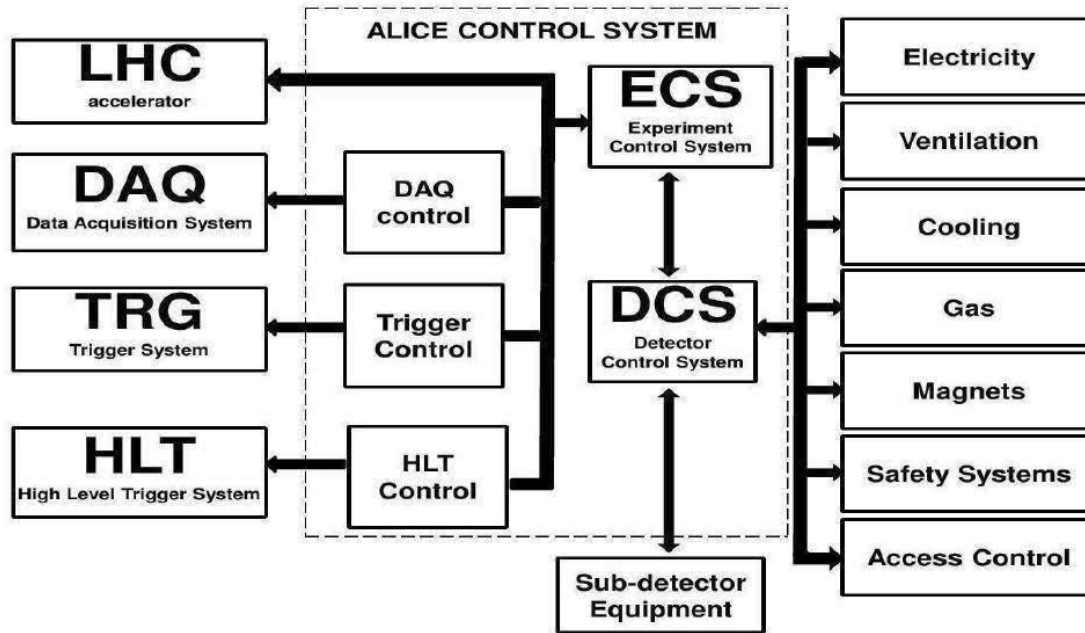 ALICE CONTROL SYSTEM
LHC
accelerator
DAQ
Data Acquisition System
TRG
Trigger System
HLT
High Level Trigger System
DAQ
control
Trigger
Control
HLT
Control
ECS
Experiment
Control System
DCS
Detector
Control System
Sub-detector
Equipment
Electricity
Ventilation
Cooling
Gas
Magnets
Safety Systems
Access Control